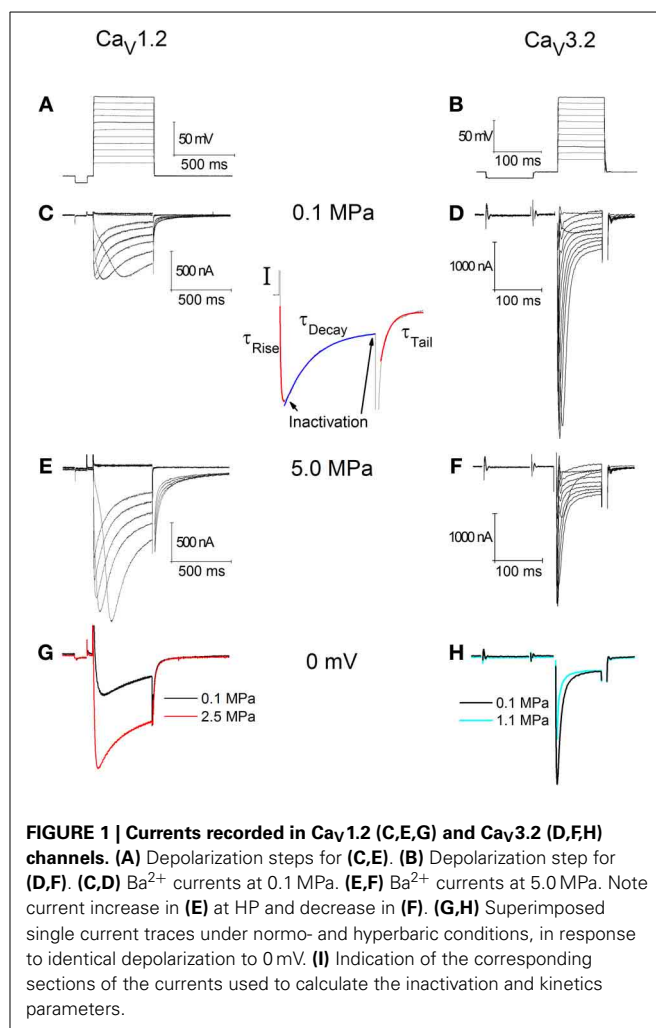 CaV1.2
CaV3.2
A
50 mV
500 ms
B
50 mV
100 ms
C
500 nA
500 ms
0.1 MPa
D
1000 nA
100 ms
I
τRise
τDecay
τTail
Inactivation
E
500 nA
500 ms
5.0 MPa
F
1000 nA
100 ms
G
0.1 MPa
2.5 MPa
0 mV
H
0.1 MPa
1.1 MPa
FIGURE 1 | Currents recorded in CaV1.2 (C,E,G) and CaV3.2 (D,F,H)
channels. (A) Depolarization steps for (C,E). (B) Depolarization step for
(D,F). (C,D) Ba2+ currents at 0.1 MPa. (E,F) Ba2+ currents at 5.0 MPa. Note
current increase in (E) at HP and decrease in (F). (G,H) Superimposed
single current traces under normo- and hyperbaric conditions, in response
to identical depolarization to 0 mV. (I) Indication of the corresponding
sections of the currents used to calculate the inactivation and kinetics
parameters.